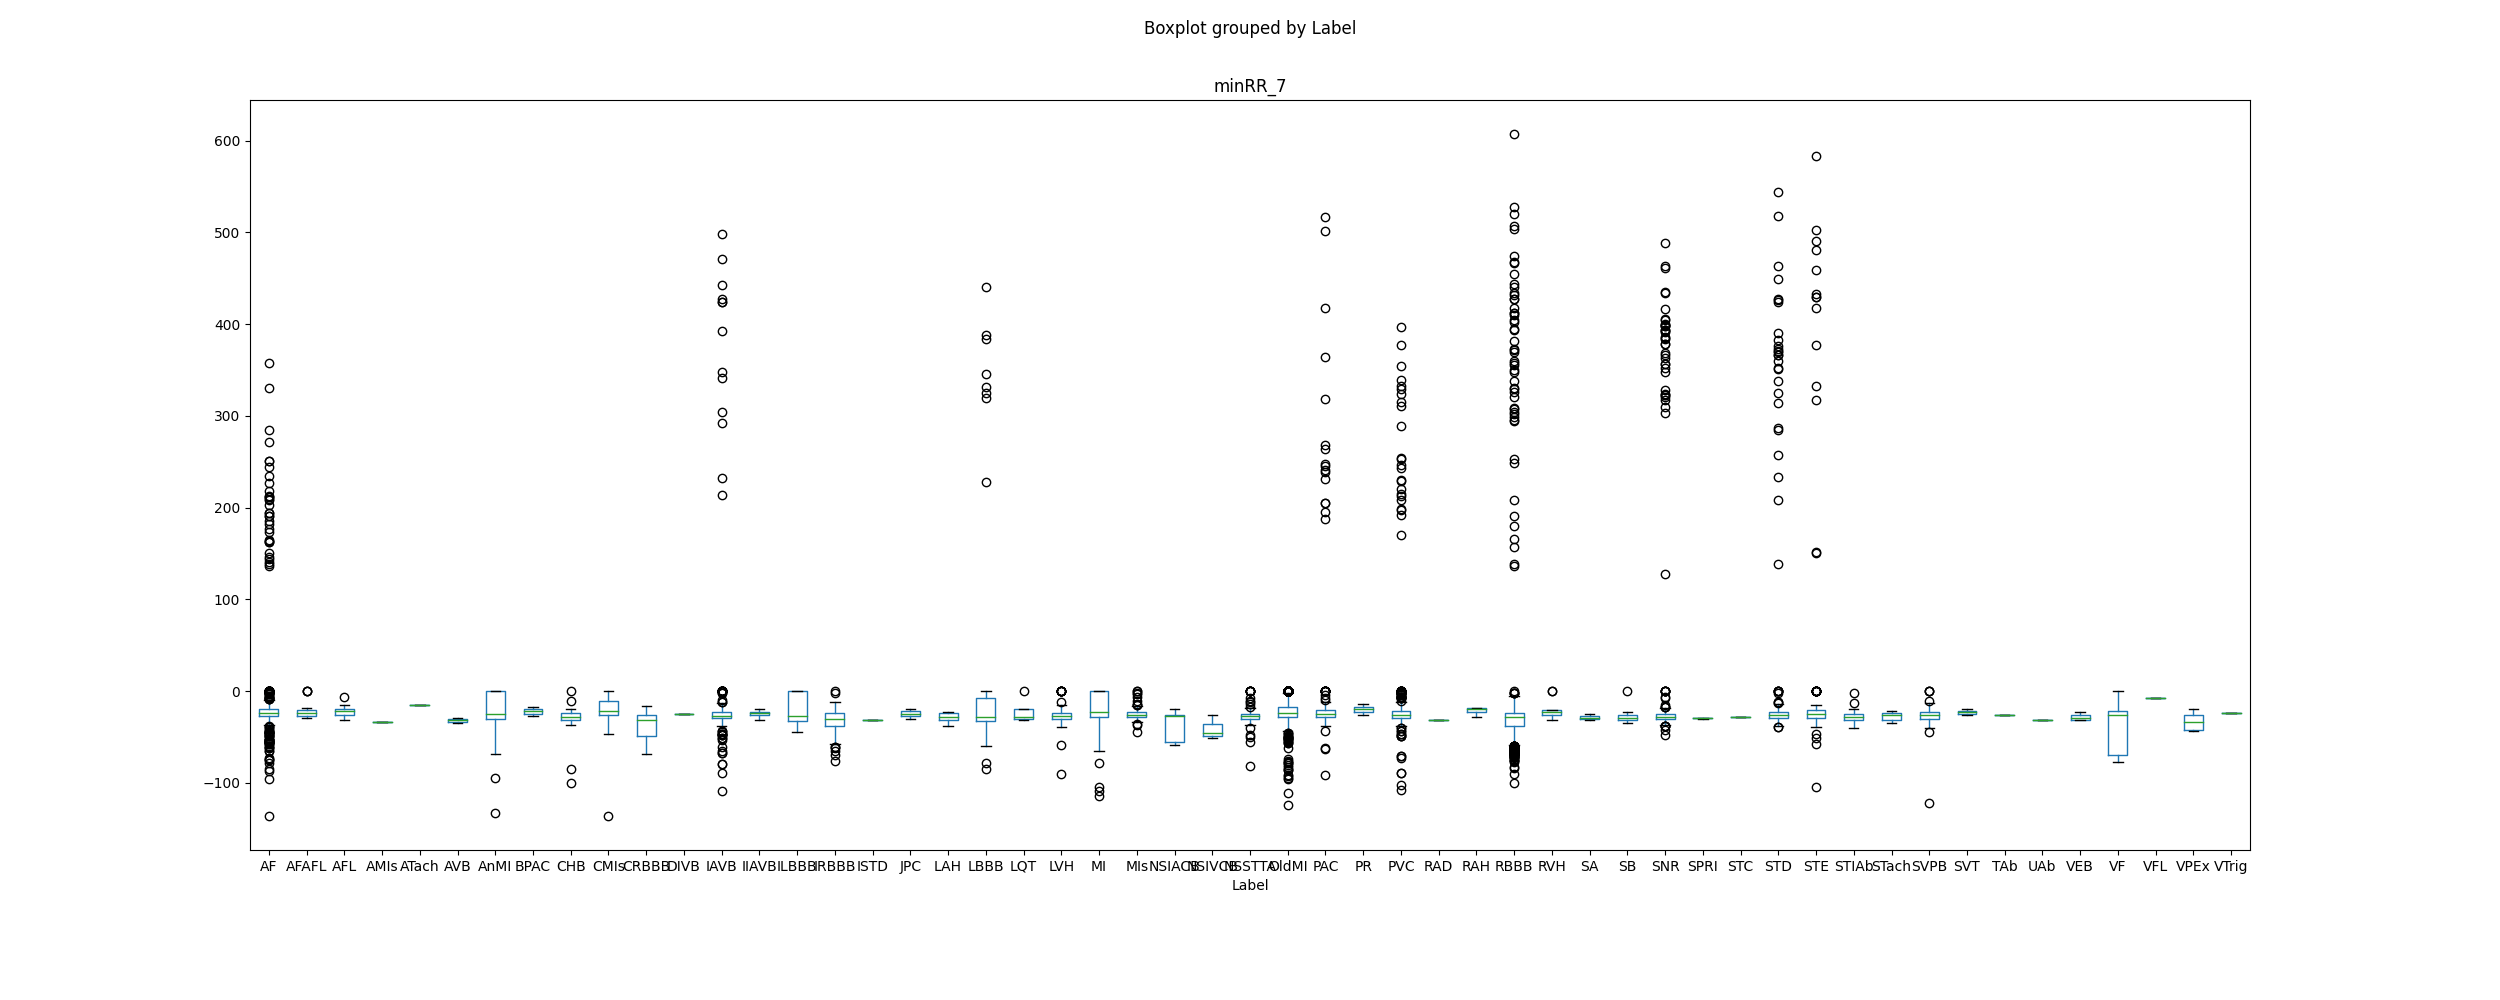 Boxplot grouped by Label
minRR_7
600
500
400
300
200
100
0
−100
AF AFAFL AFL AMIs ATach AVB AnMI BPAC CHB CMIs CRBBB DIVB IAVB IIAVB ILBBB IRBBB ISTD JPC LAH LBBB LQT LVH MI MIs NSIACB NSIVCB NSSTTA OldMI PAC PR PVC RAD RAH RBBB RVH SA SB SNR SPRI STC STD STE STIAb STach SVPB SVT TAb UAb VEB VF VFL VPEx VTrig
Label